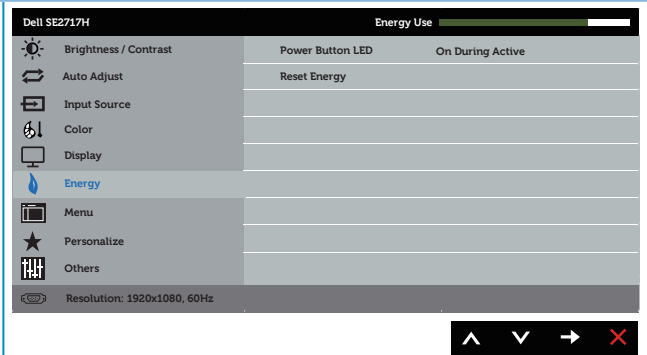 Dell SE2717H Energy Use
Brightness / Contrast Power Button LED On During Active
Auto Adjust Reset Energy
Input Source
Color
Display
Energy
Menu
Personalize
Others
Resolution: 1920x1080, 60Hz